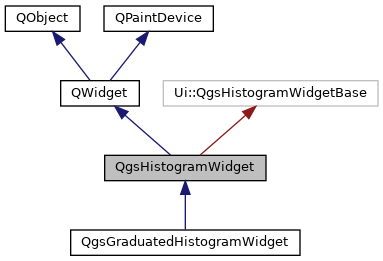 QObject
QPaintDevice
QWidget
Ui::QgsHistogramWidgetBase
QgsHistogramWidget
QgsGraduatedHistogramWidget